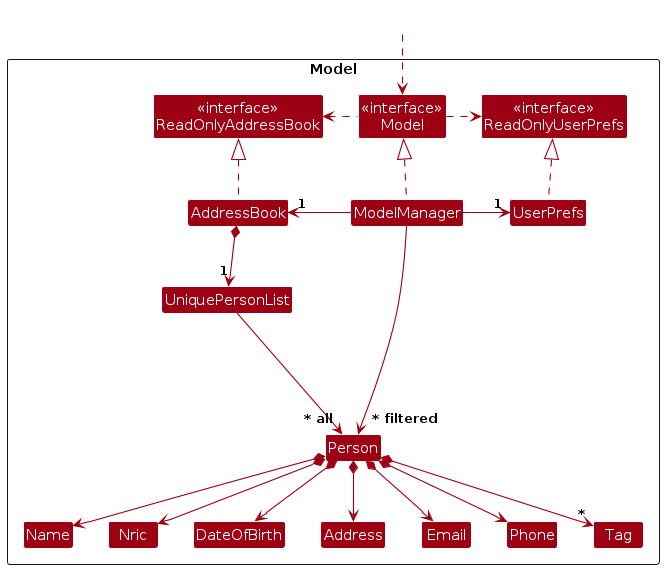 Model
«interface»
ReadOnlyAddressBook
«interface»
Model
«interface»
ReadOnlyUserPrefs
AddressBook
1
ModelManager
1
UserPrefs
1
UniquePersonList
* all
* filtered
Person
*
Name
Nric
DateOfBirth
Address
Email
Phone
Tag